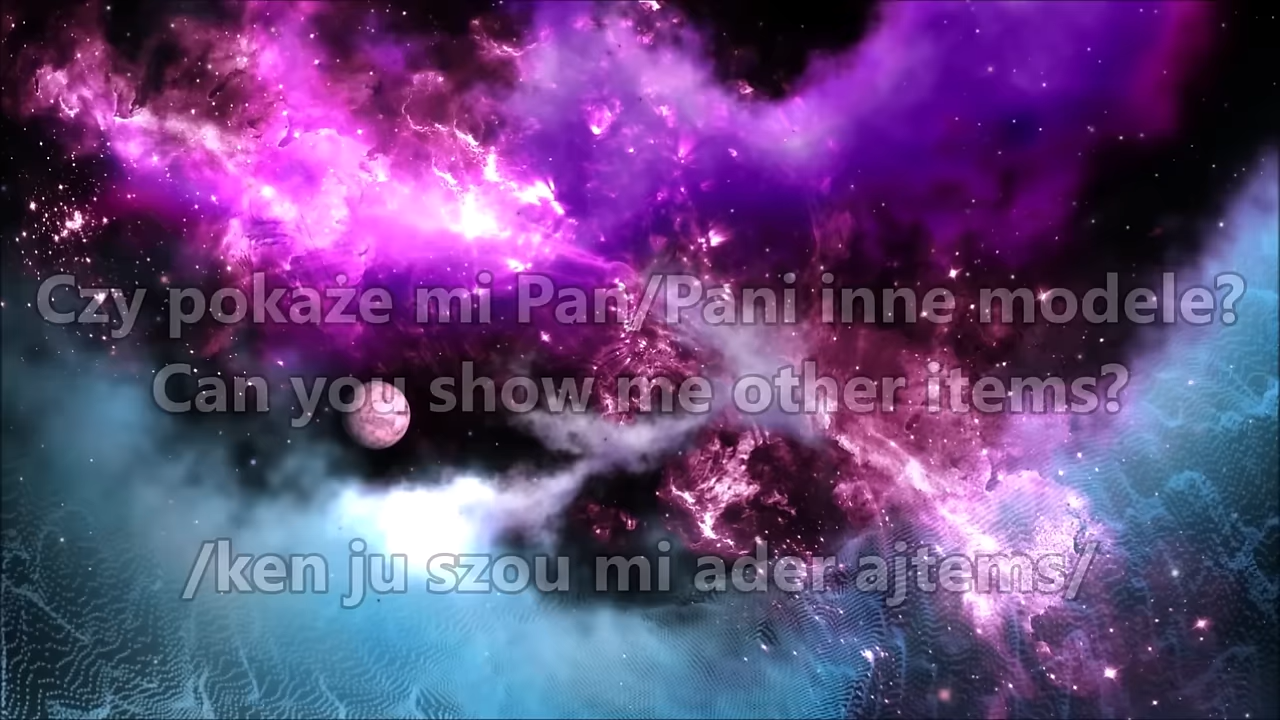 Czy pokaże mi Pan/Pani inne modele?
Can you show me other items?
/ken ju szou mi ader ajtems/